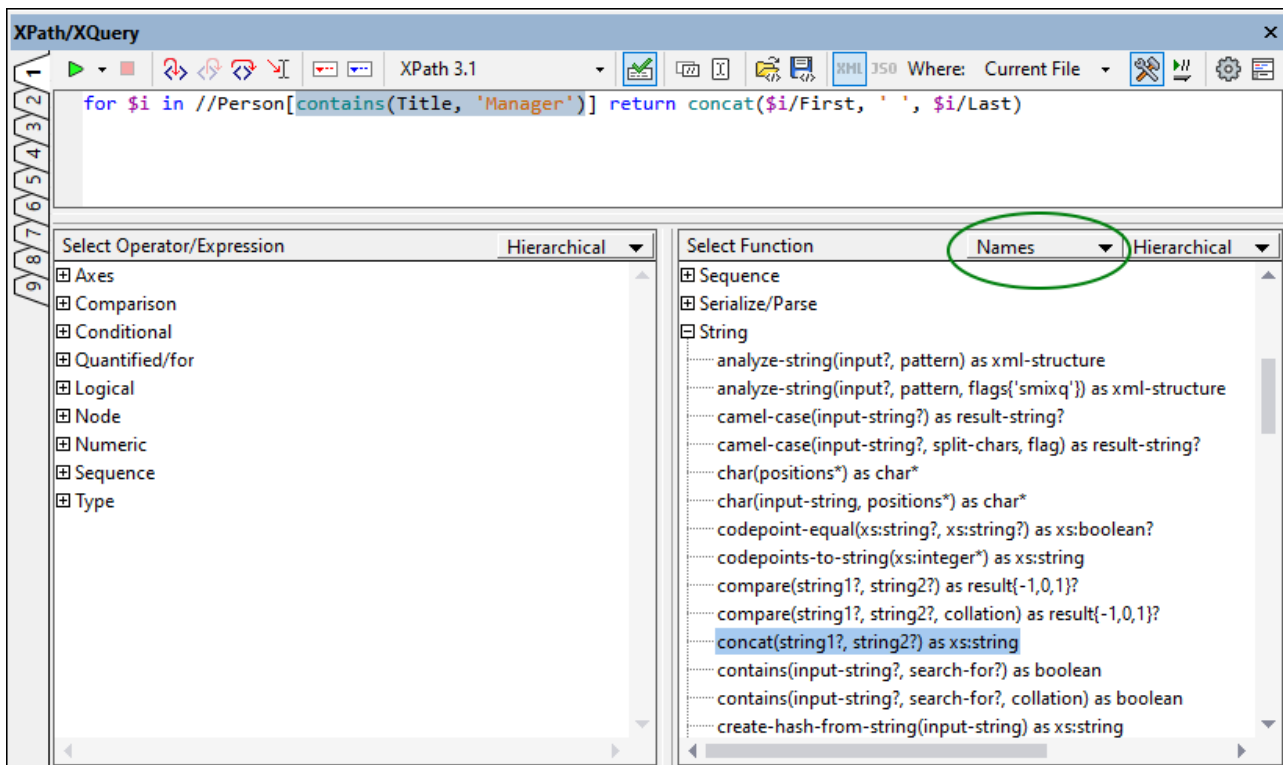 XPath/XQuery
XPath 3.1
XML JSO Where: Current File
1
2
3
4
5
6
7
8
9
for $i in //Person[contains(Title, 'Manager')] return concat($i/First, ' ', $i/Last)
Select Operator/Expression Hierarchical
Axes
Comparison
Conditional
Quantified/for
Logical
Node
Numeric
Sequence
Type
Select Function Names Hierarchical
Sequence
Serialize/Parse
String
analyze-string(input?, pattern) as xml-structure
analyze-string(input?, pattern, flags{'smixq'}) as xml-structure
camel-case(input-string?) as result-string?
camel-case(input-string?, split-chars, flag) as result-string?
char(positions*) as char*
char(input-string, positions*) as char*
codepoint-equal(xs:string?, xs:string?) as xs:boolean?
codepoints-to-string(xs:integer*) as xs:string
compare(string1?, string2?) as result{-1,0,1}?
compare(string1?, string2?, collation) as result{-1,0,1}?
concat(string1?, string2?) as xs:string
contains(input-string?, search-for?) as boolean
contains(input-string?, search-for?, collation) as boolean
create-hash-from-string(input-string) as xs:string